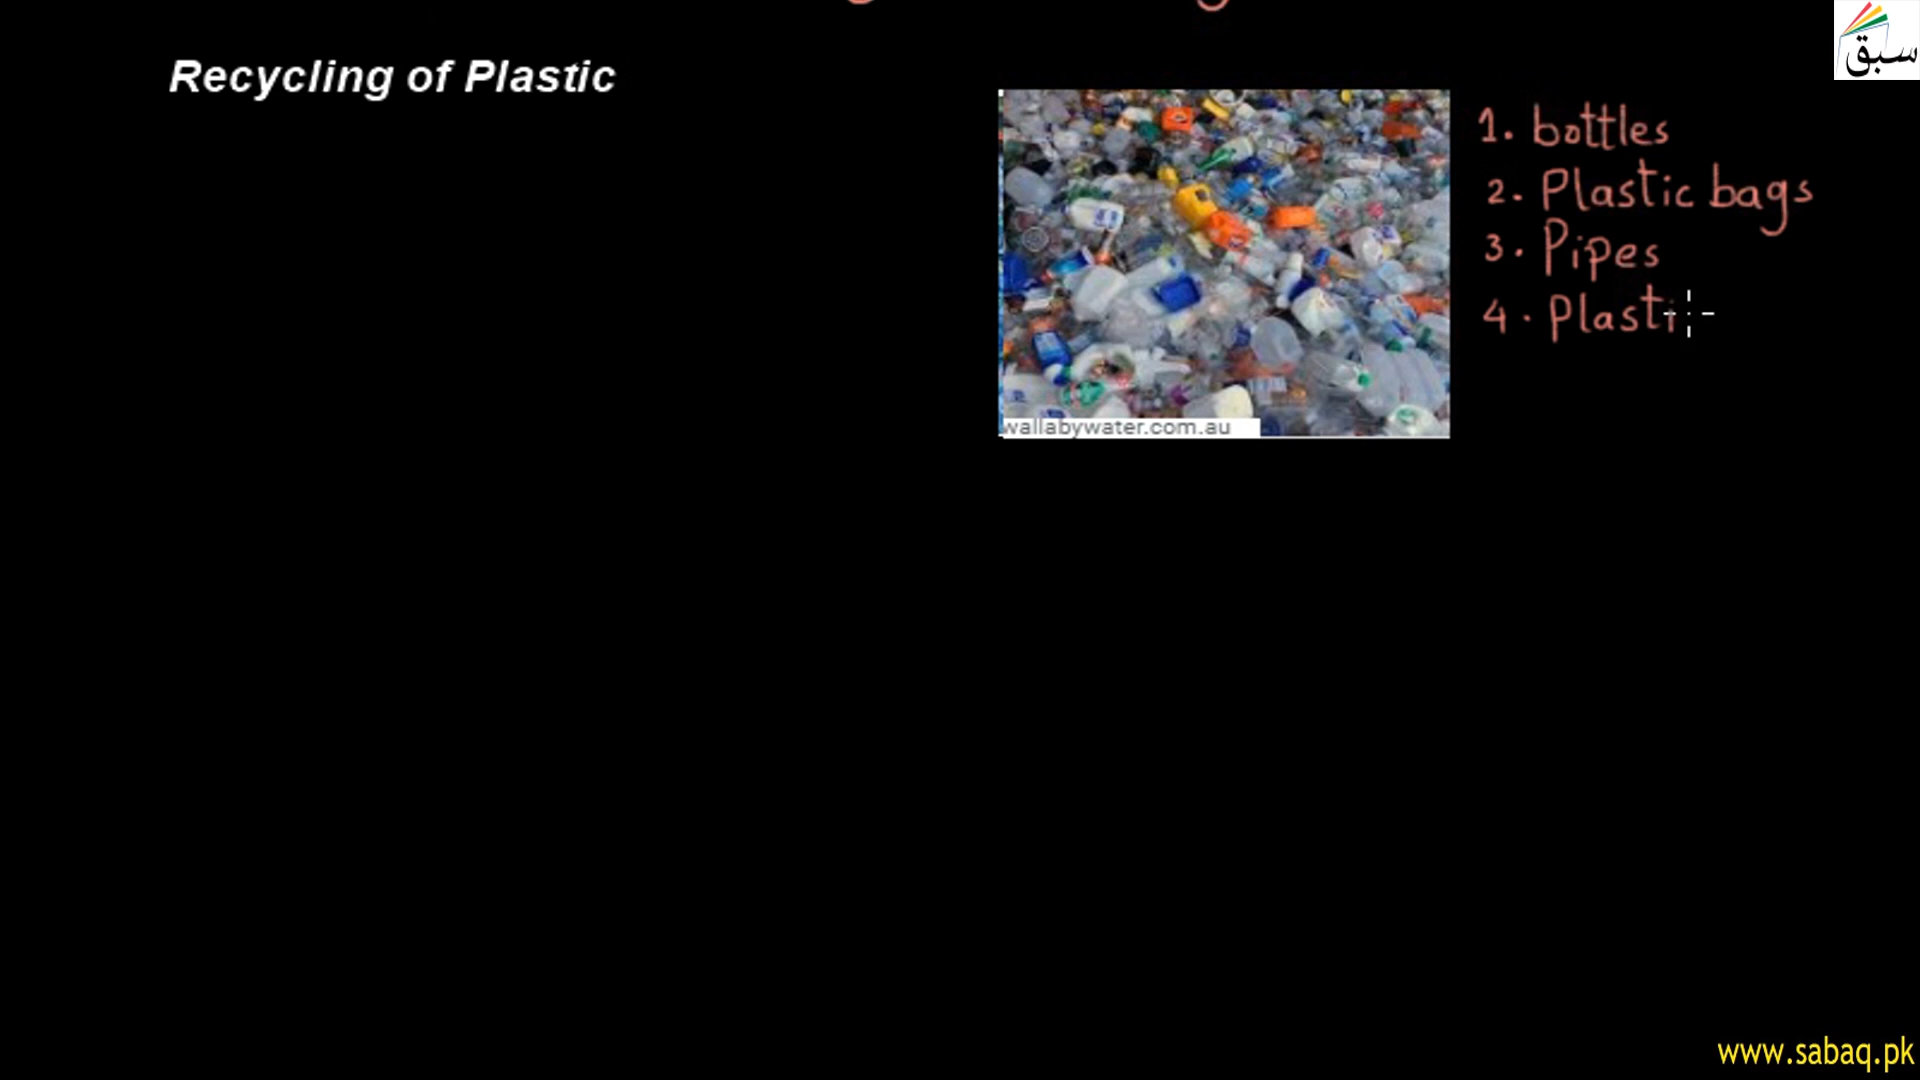 Recycling of Plastic
سبق
1. bottles
2. Plastic bags
3. Pipes
4. Plasti
wallabywater.com.au
www.sabaq.pk